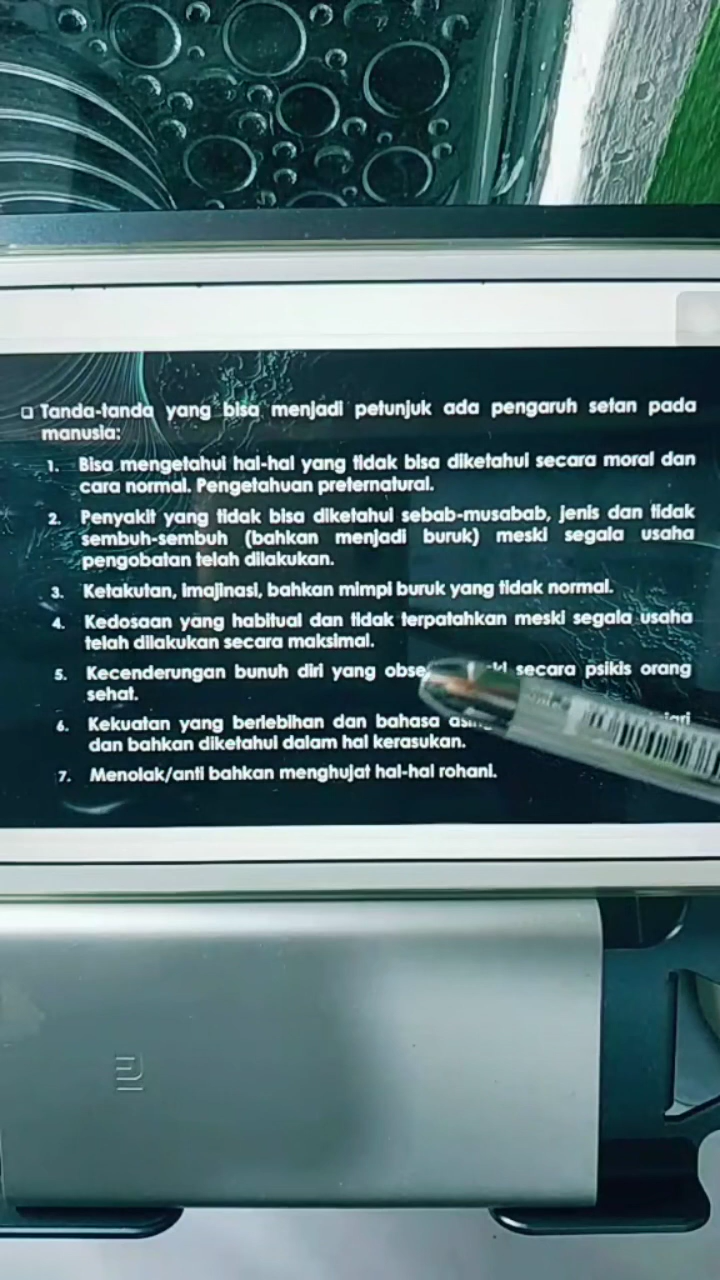 ❑ Tanda-tanda yang bisa menjadi petunjuk ada pengaruh setan pada
manusia:
1. Bisa mengetahui hal-hal yang tidak bisa diketahui secara moral dan
cara normal. Pengetahuan preternatural.
2. Penyakit yang tidak bisa diketahui sebab-musabab, jenis dan tidak
sembuh-sembuh (bahkan menjadi buruk) meski segala usaha
pengobatan telah dilakukan.
3. Ketakutan, imajinasi, bahkan mimpi buruk yang tidak normal.
4. Kedosaan yang habitual dan tidak terpatahkan meski segala usaha
telah dilakukan secara maksimal.
5. Kecenderungan bunuh diri yang secara psikis orang
sehat.
6. Kekuatan yang berlebihan dan bahasa
dan bahkan diketahui dalam hal kerasukan.
7. Menolak/anti bahkan menghujat hal-hal rohani.